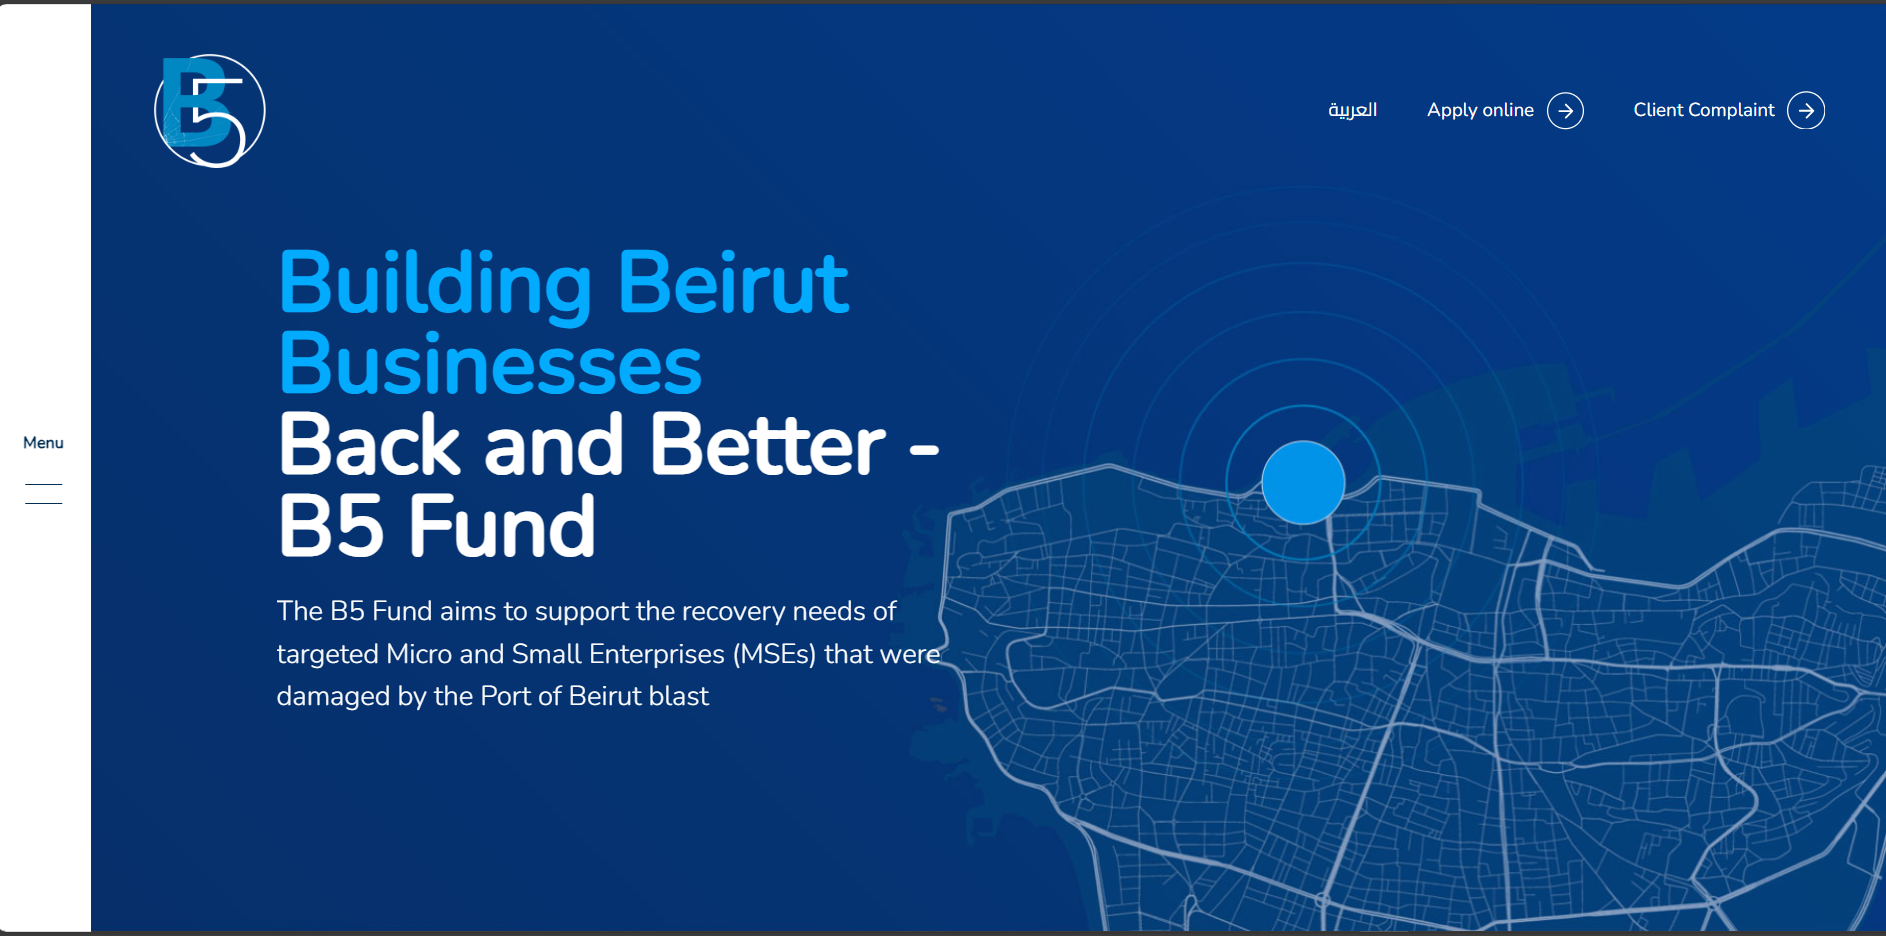 B5
العربية
Apply online
Client Complaint
Building Beirut
Businesses
Back and Better -
B5 Fund
The B5 Fund aims to support the recovery needs of
targeted Micro and Small Enterprises (MSEs) that were
damaged by the Port of Beirut blast
Menu